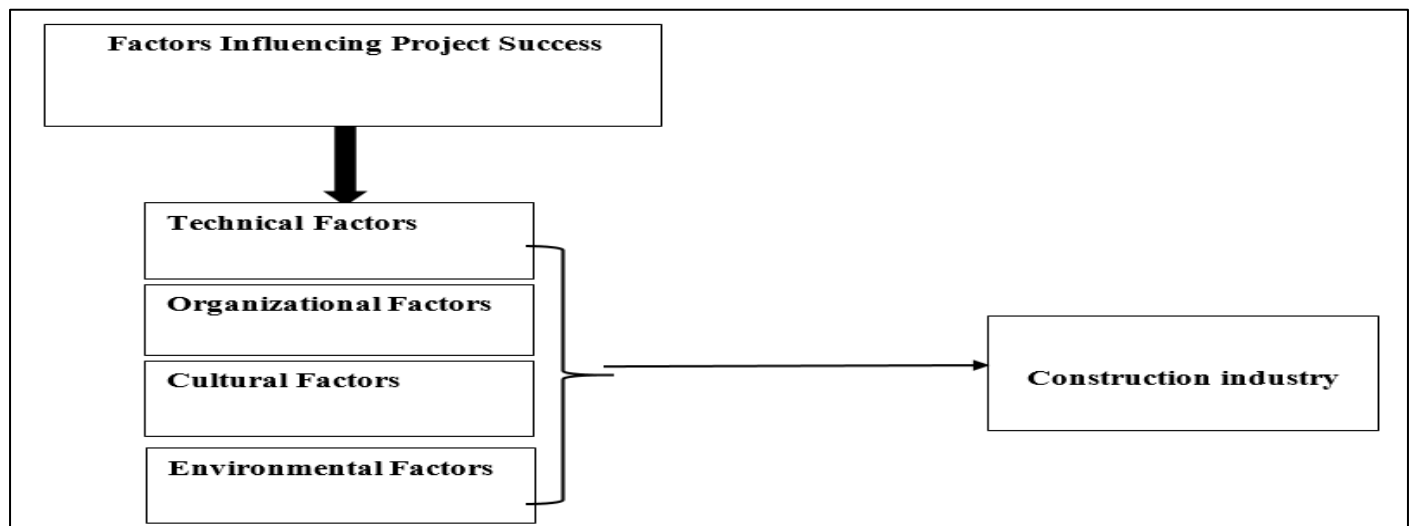 Factors Influencing Project Success
Technical Factors
Organizational Factors
Cultural Factors
Environmental Factors
Construction industry